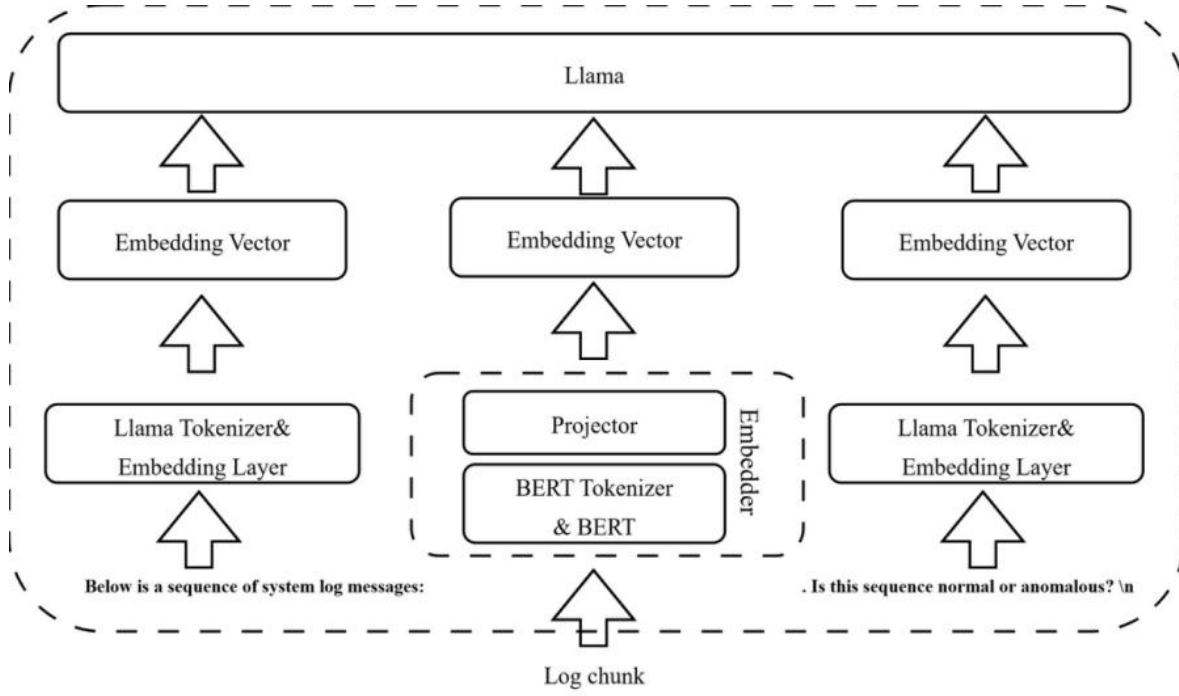 Llama
Embedding Vector
Embedding Vector
Embedding Vector
Llama Tokenizer&
Embedding Layer
Projector
BERT Tokenizer
& BERT
Embedder
Llama Tokenizer&
Embedding Layer
Below is a sequence of system log messages:
. Is this sequence normal or anomalous? \n
Log chunk